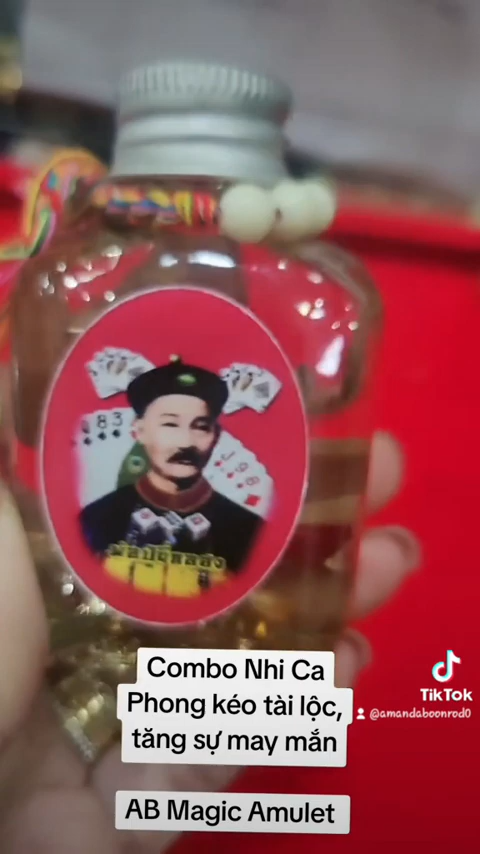 Combo Nhi Ca
Phong kéo tài lộc,
tăng sự may mắn
AB Magic Amulet
TikTok
@amandaboonrod0